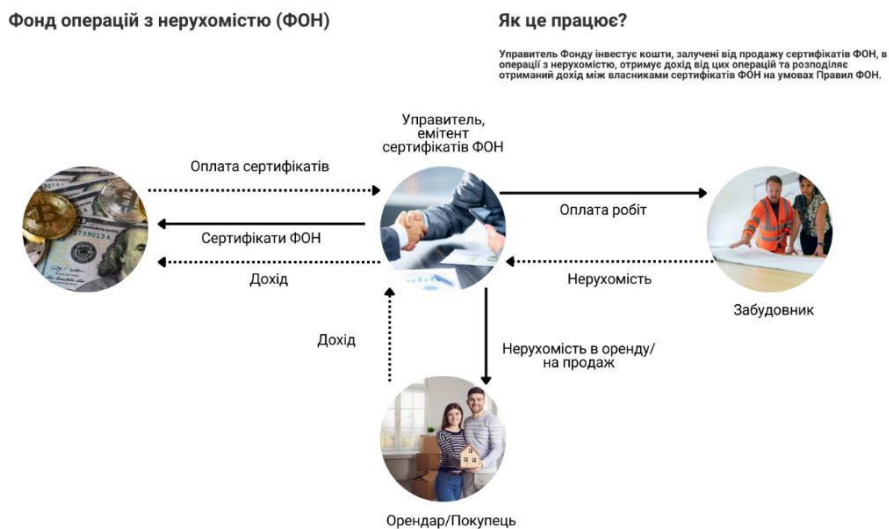 Фонд операцій з нерухомістю (ФОН)
Як це працює?
Управитель Фонду інвестує кошти, залучені від продажу сертифікатів ФОН, в
операції з нерухомістю, отримує дохід від цих операцій та розподіляє
отриманий дохід між власниками сертифікатів ФОН на умовах Правил ФОН.
Управитель,
емітент
сертифікатів ФОН
Оплата сертифікатів
Оплата робіт
Сертифікати ФОН
Дохід
Нерухомість
Забудовник
Дохід
Нерухомість в оренду/
на продаж
Орендар/Покупець